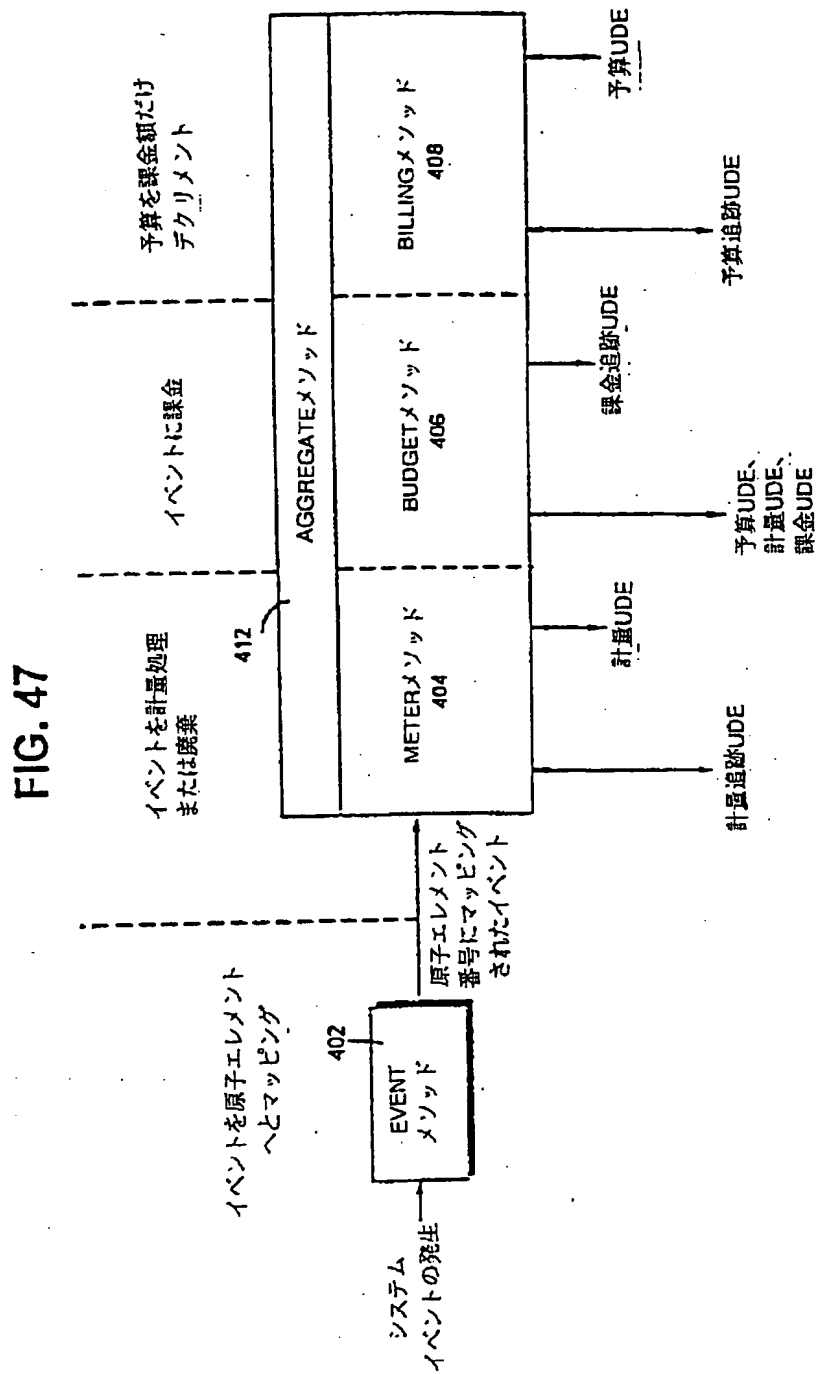 FIG. 47
イベントを原子エレメント
へとマッピング
イベントを計量処理
または廃棄
イベントに課金
予算を課金額だけ
デクリメント
システム
イベントの発生
402
EVENT
メソッド
原子エレメント
番号にマッピング
されたイベント
412
AGGREGATEメソッド
METERメソッド
404
BUDGETメソッド
406
BILLINGメソッド
408
計量追跡UDE
計量UDE
予算UDE、
計量UDE、
課金UDE
課金追跡UDE
予算追跡UDE
予算UDE